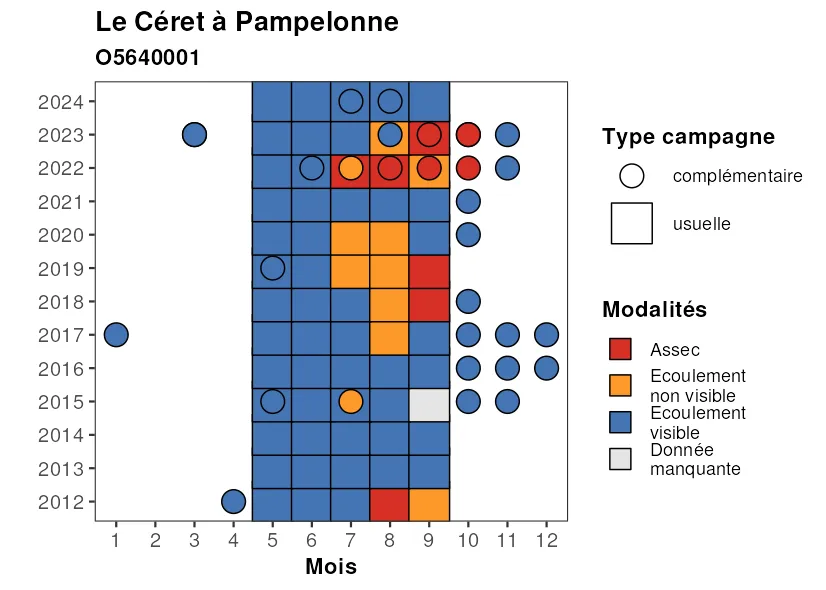 Le Céret à Pampelonne
O5640001
2024
2023
2022
2021
2020
2019
2018
2017
2016
2015
2014
2013
2012
1 2 3 4 5 6 7 8 9 10 11 12
Mois
Type campagne
complémentaire
usuelle
Modalités
Assec
Ecoulement
non visible
Ecoulement
visible
Donnée
manquante